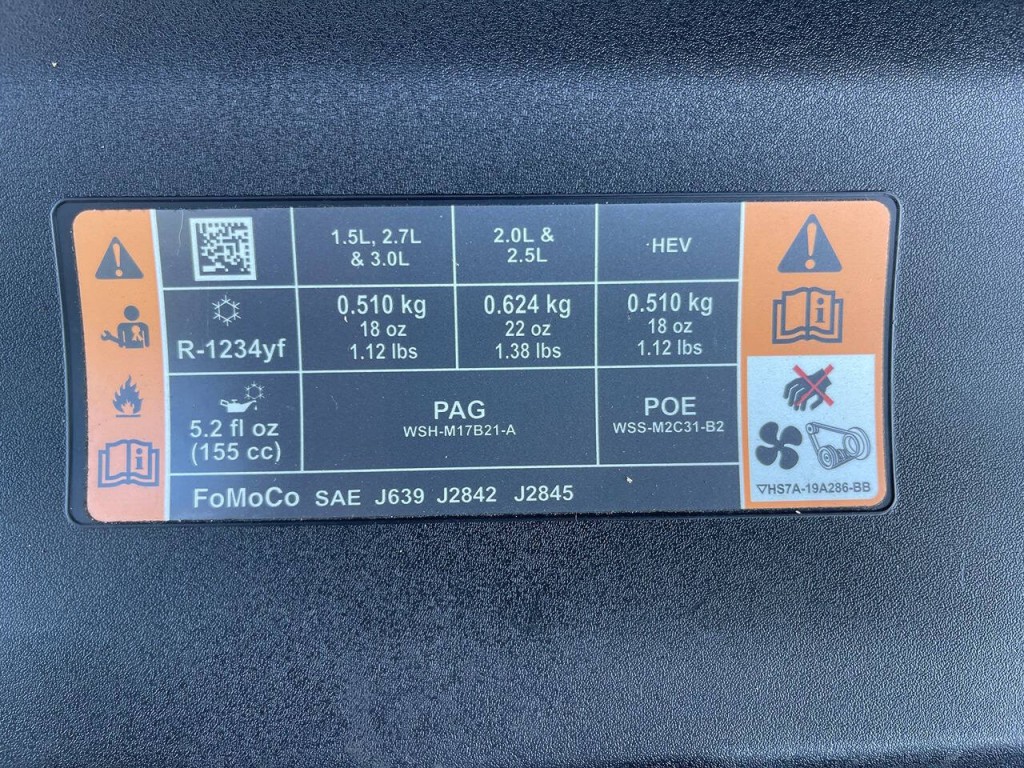 1.5L, 2.7L
& 3.0L
2.0L &
2.5L
HEV
R-1234yf
0.510 kg
18 oz
1.12 lbs
0.624 kg
22 oz
1.38 lbs
0.510 kg
18 oz
1.12 lbs
5.2 fl oz
(155 cc)
PAG
WSH-M17B21-A
POE
WSS-M2C31-B2
FoMoCo SAE J639 J2842 J2845
▽HS7A-19A286-BB